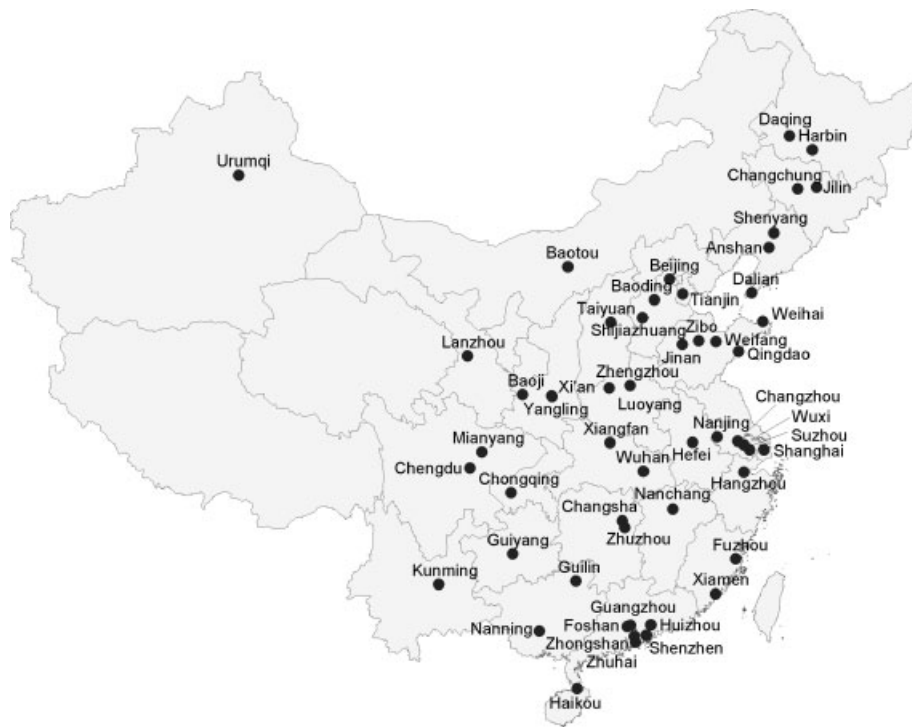 Daqing
Harbin
Urumqi
Changchung
Jilin
Shenyang
Anshan
Baotou
Beijing
Dalian
Baoding
Tianjin
Taiyuan
Weihai
Shijiazhuang
Zibo
Lanzhou
Weifang
Jinan
Qingdao
Zhengzhou
Baoji
Xi'an
Luoyang
Yangling
Changzhou
Wuxi
Nanjing
Xiangfan
Suzhou
Mianyang
Hefei
Shanghai
Chengdu
Wuhan
Hangzhou
Chongqing
Nanchang
Changsha
Zhuzhou
Guiyang
Fuzhou
Guilin
Kunming
Xiamen
Guangzhou
Nanning
Foshan
Huizhou
Zhongshan
Shenzhen
Zhuhai
Haikou